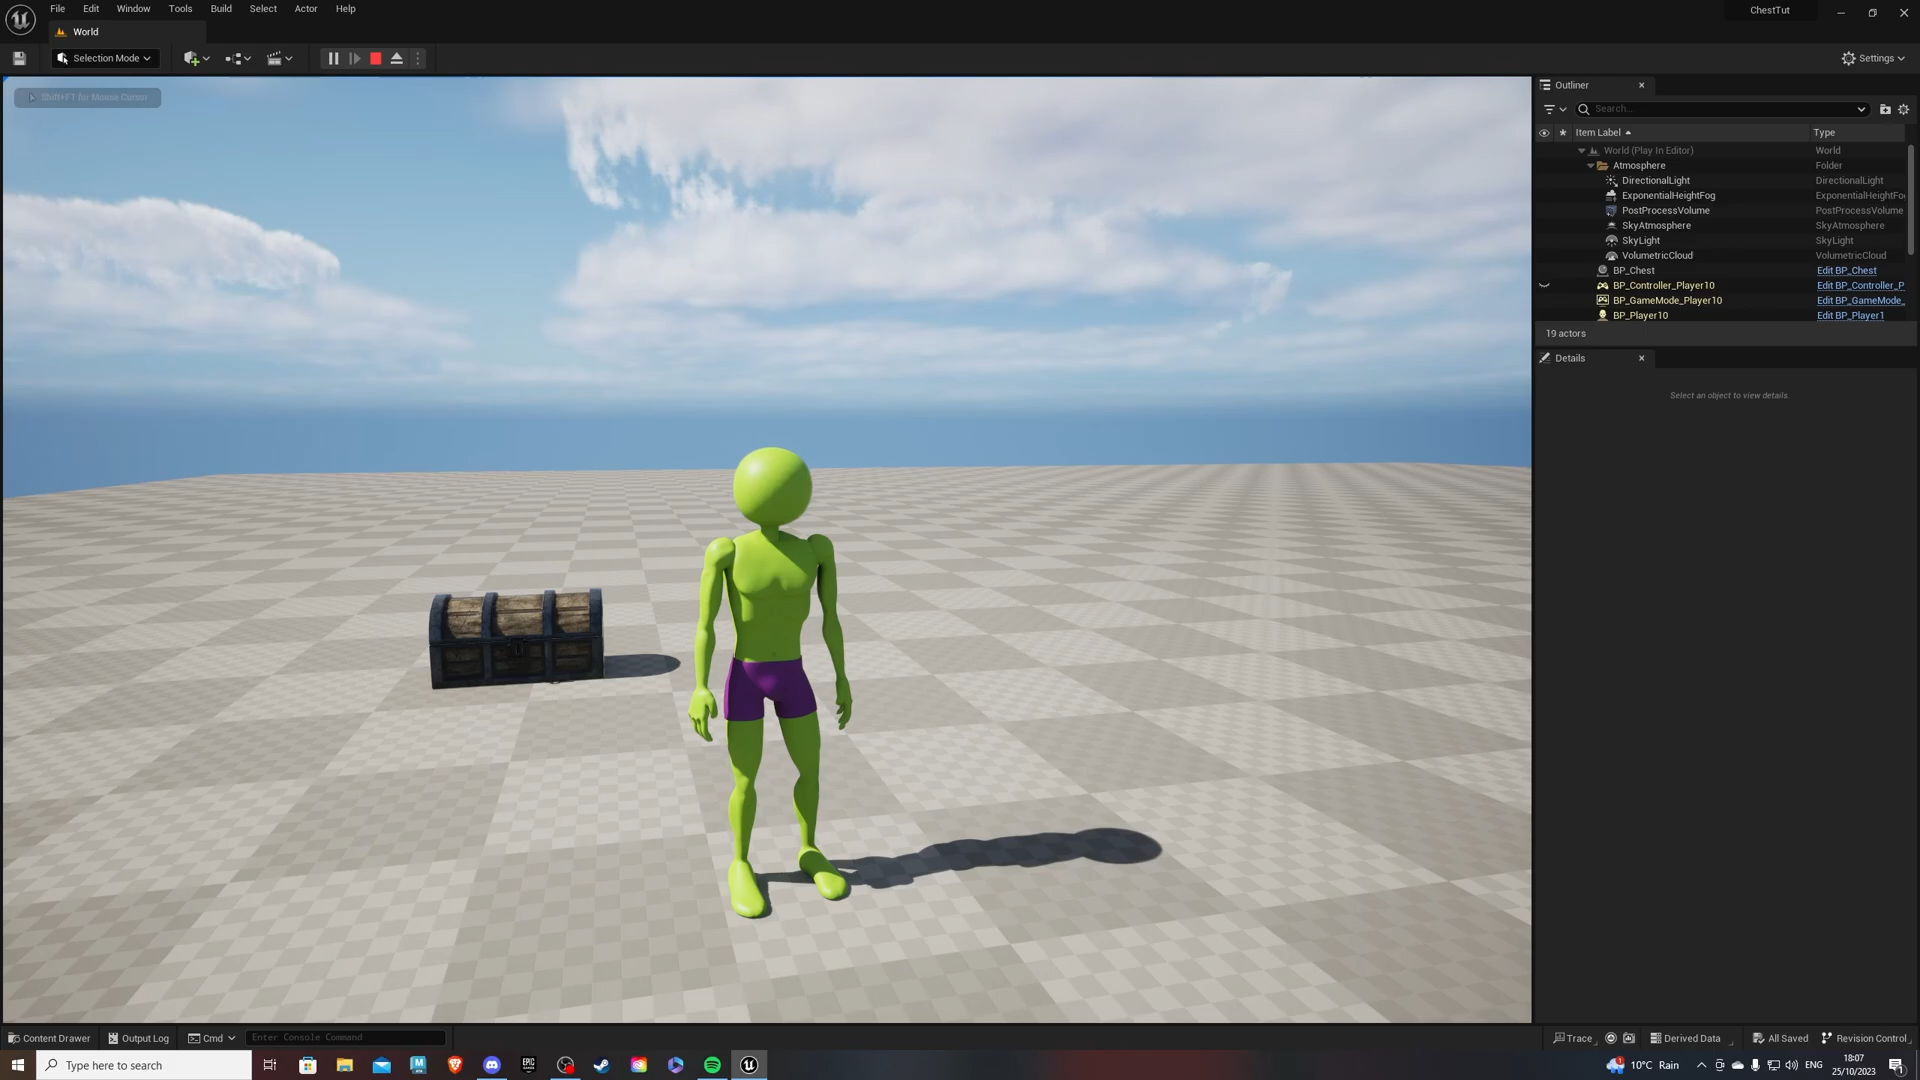 File Edit Window Tools Build Select Actor Help
ChestTut
World
Selection Mode
Settings
Shift+F1 for Mouse Cursor
Outliner
Search...
Item Label Type
World (Play In Editor) World
Atmosphere Folder
DirectionalLight DirectionalLight
ExponentialHeightFog ExponentialHeightFo
PostProcessVolume PostProcessVolume
SkyAtmosphere SkyAtmosphere
SkyLight SkyLight
VolumetricCloud VolumetricCloud
BP_Chest Edit BP_Chest
BP_Controller_Player10 Edit BP_Controller_P
BP_GameMode_Player10 Edit BP_GameMode_
BP_Player10 Edit BP_Player1
19 actors
Details
Select an object to view details.
Content Drawer Output Log Cmd Enter Console Command
Trace Derived Data All Saved Revision Control
Type here to search
10°C Rain
ENG
18:07
25/10/2023